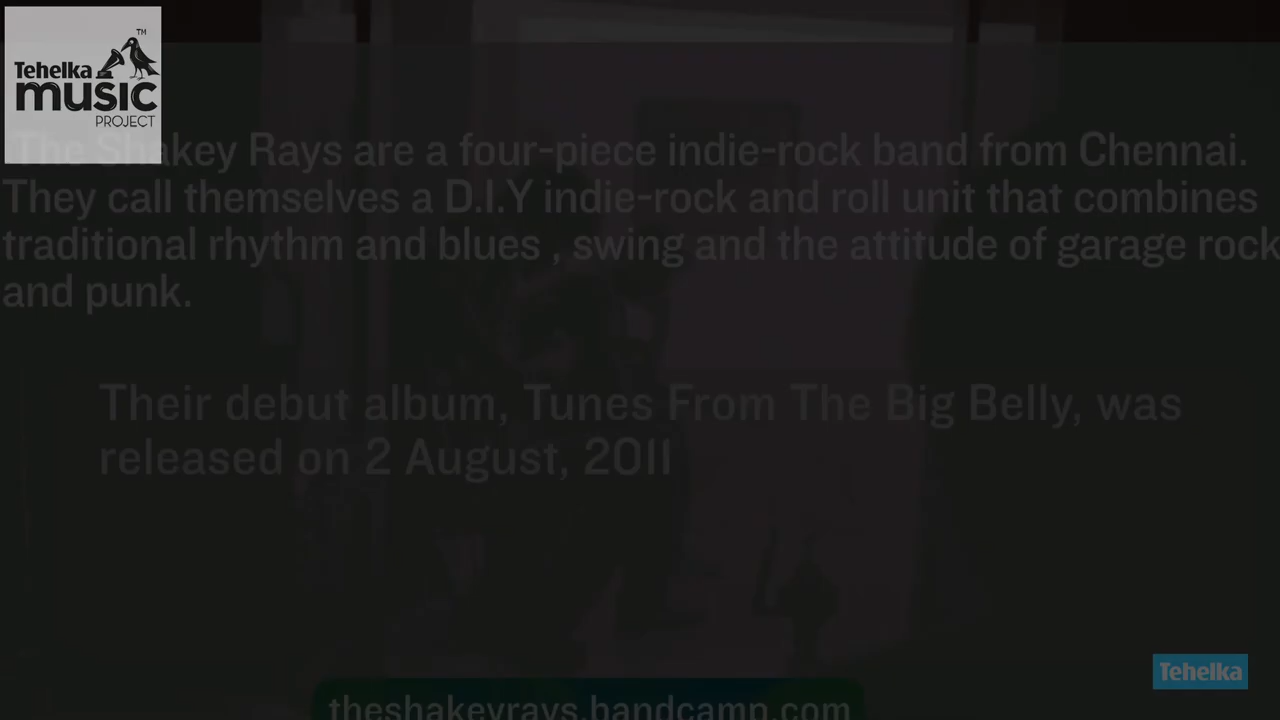 Tehelka
music
TM
PROJECT
The Shakey Rays are a four-piece indie-rock band from Chennai.
They call themselves a D.I.Y indie-rock and roll unit that combines
traditional rhythm and blues , swing and the attitude of garage rock
and punk.
Their debut album, Tunes From The Big Belly, was
released on 2 August, 2011
Tehelka
theshakeyrays.bandcamp.com